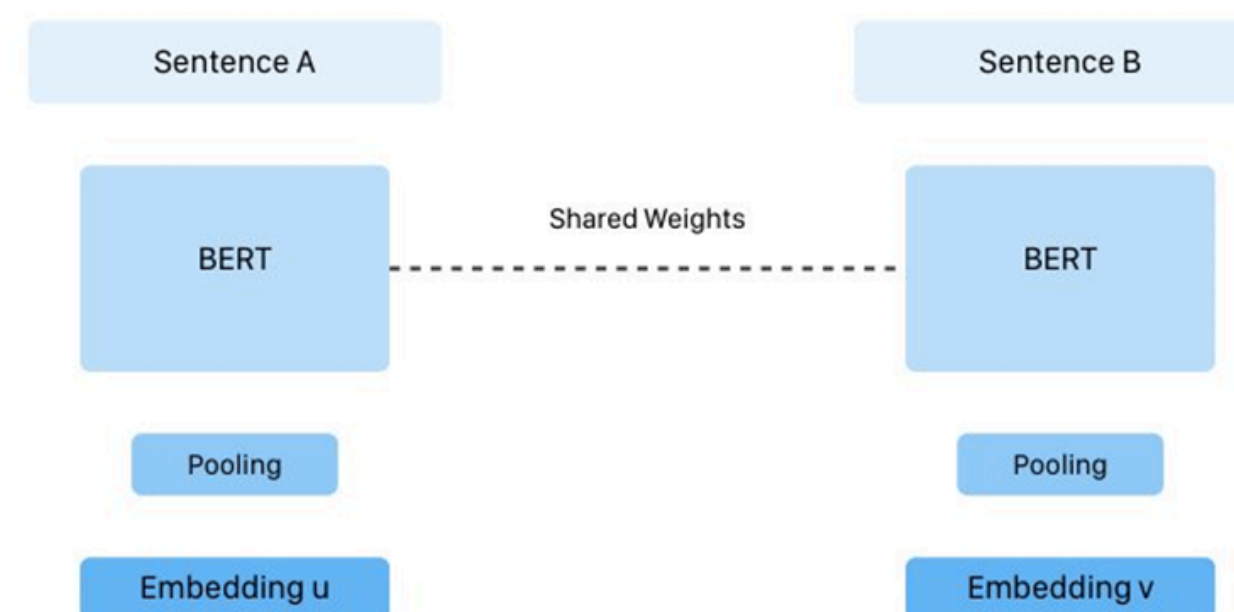 Sentence A
Sentence B
Shared Weights
BERT
BERT
Pooling
Pooling
Embedding u
Embedding v